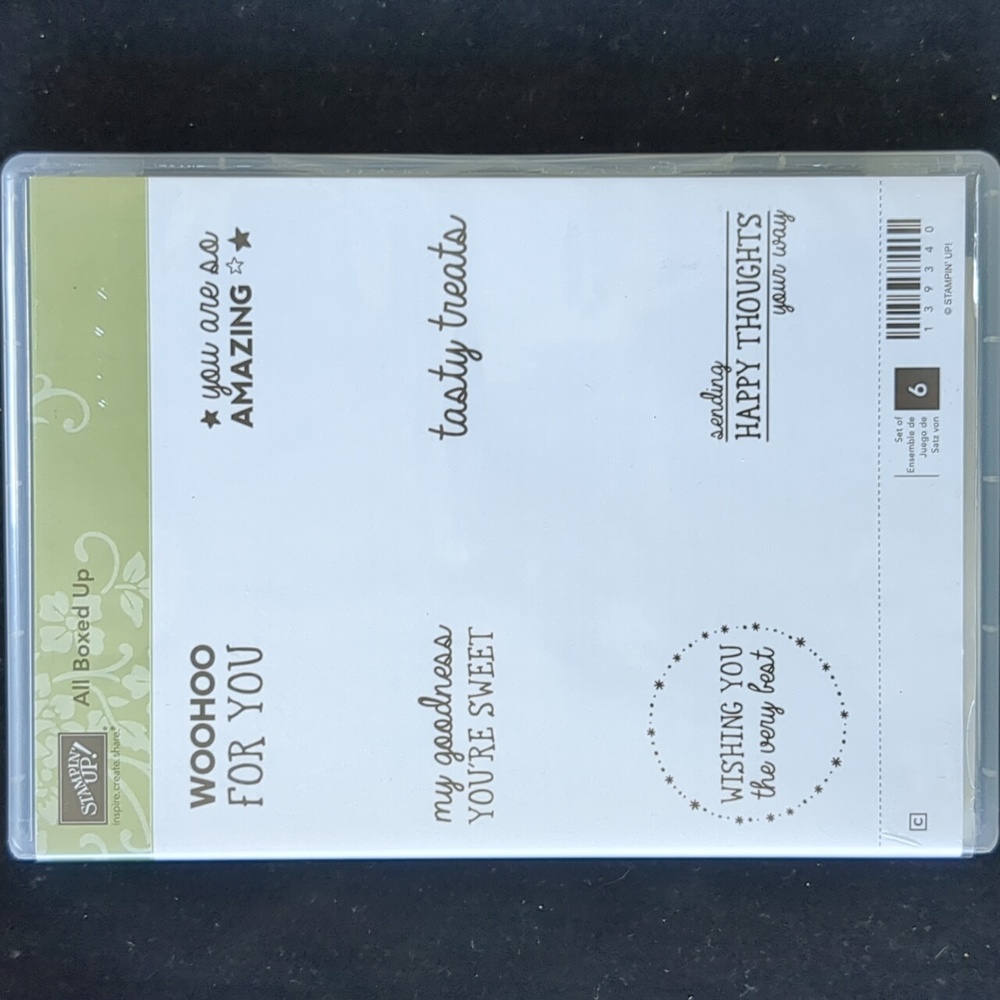 STAMPIN' UP!®
inspire.create.share.®
All Boxed Up
WOOHOO
FOR YOU
★ you are so
AMAZING ☆ ★
my goodness
YOU'RE SWEET
tasty treats
WISHING YOU
the very best
sending
HAPPY THOUGHTS
your way
C
Set of
Ensemble de
Juego de
Satz von
6
1 3 9 3 4 0
© STAMPIN' UP!